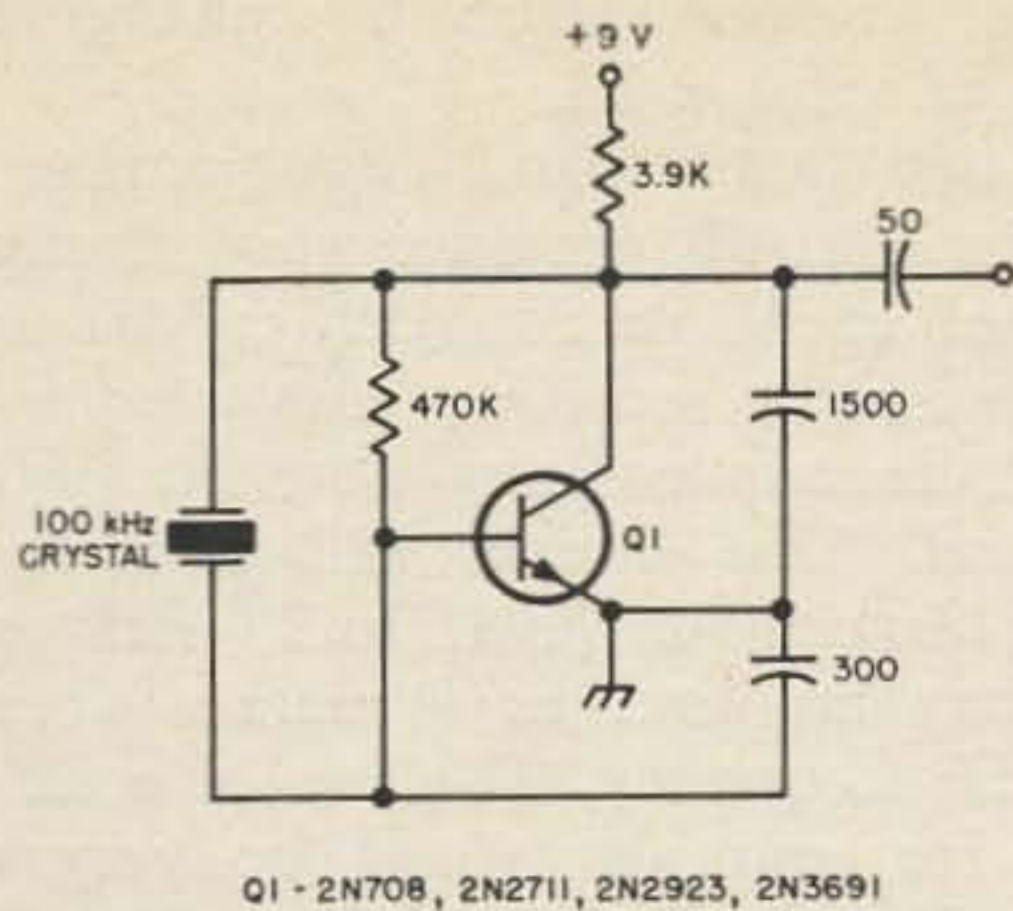 +9 V
3.9K
50
470K
1500
100 kHz
CRYSTAL
Q1
300
Q1 - 2N708, 2N2711, 2N2923, 2N3691